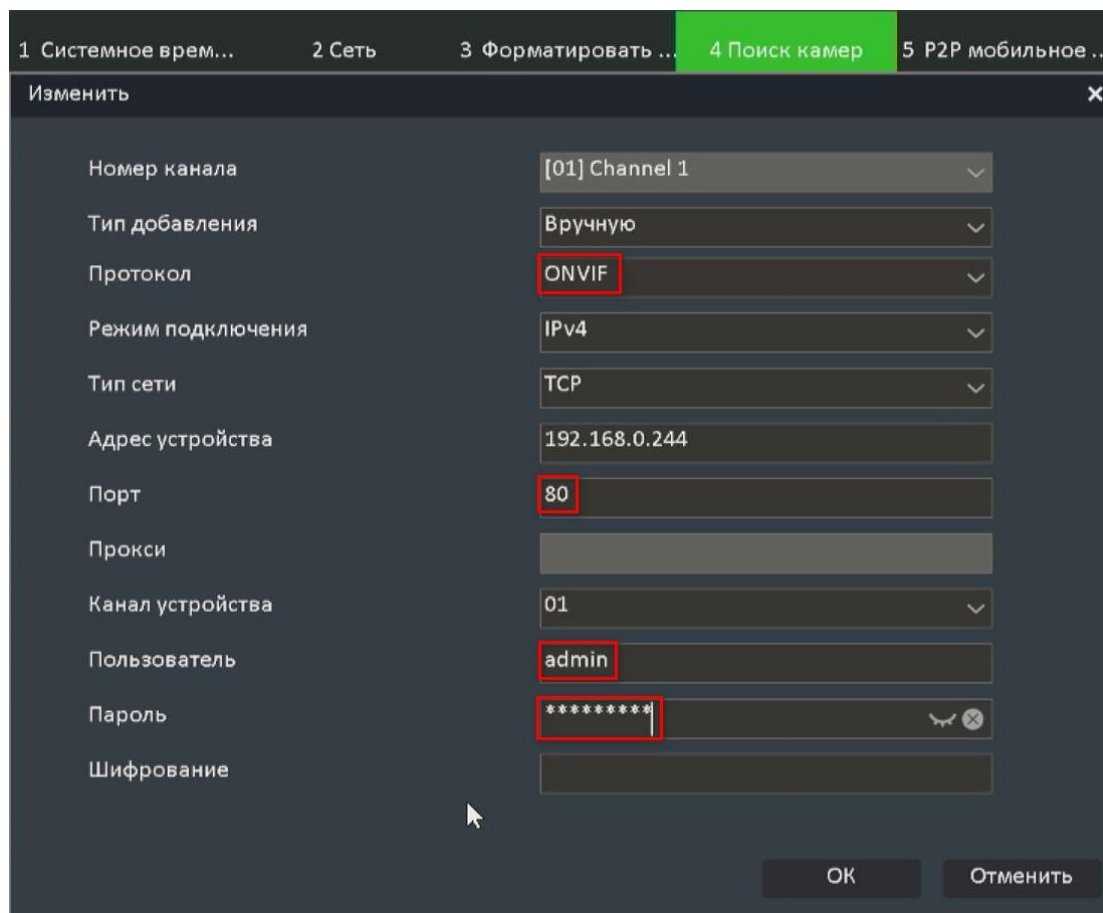 1 Системное врем... 2 Сеть 3 Форматировать ... 4 Поиск камер 5 P2P мобильное ..
Изменить
Номер канала [01] Channel 1
Тип добавления Вручную
Протокол ONVIF
Режим подключения IPv4
Тип сети TCP
Адрес устройства 192.168.0.244
Порт 80
Прокси
Канал устройства 01
Пользователь admin
Пароль *********
Шифрование
ОК Отменить